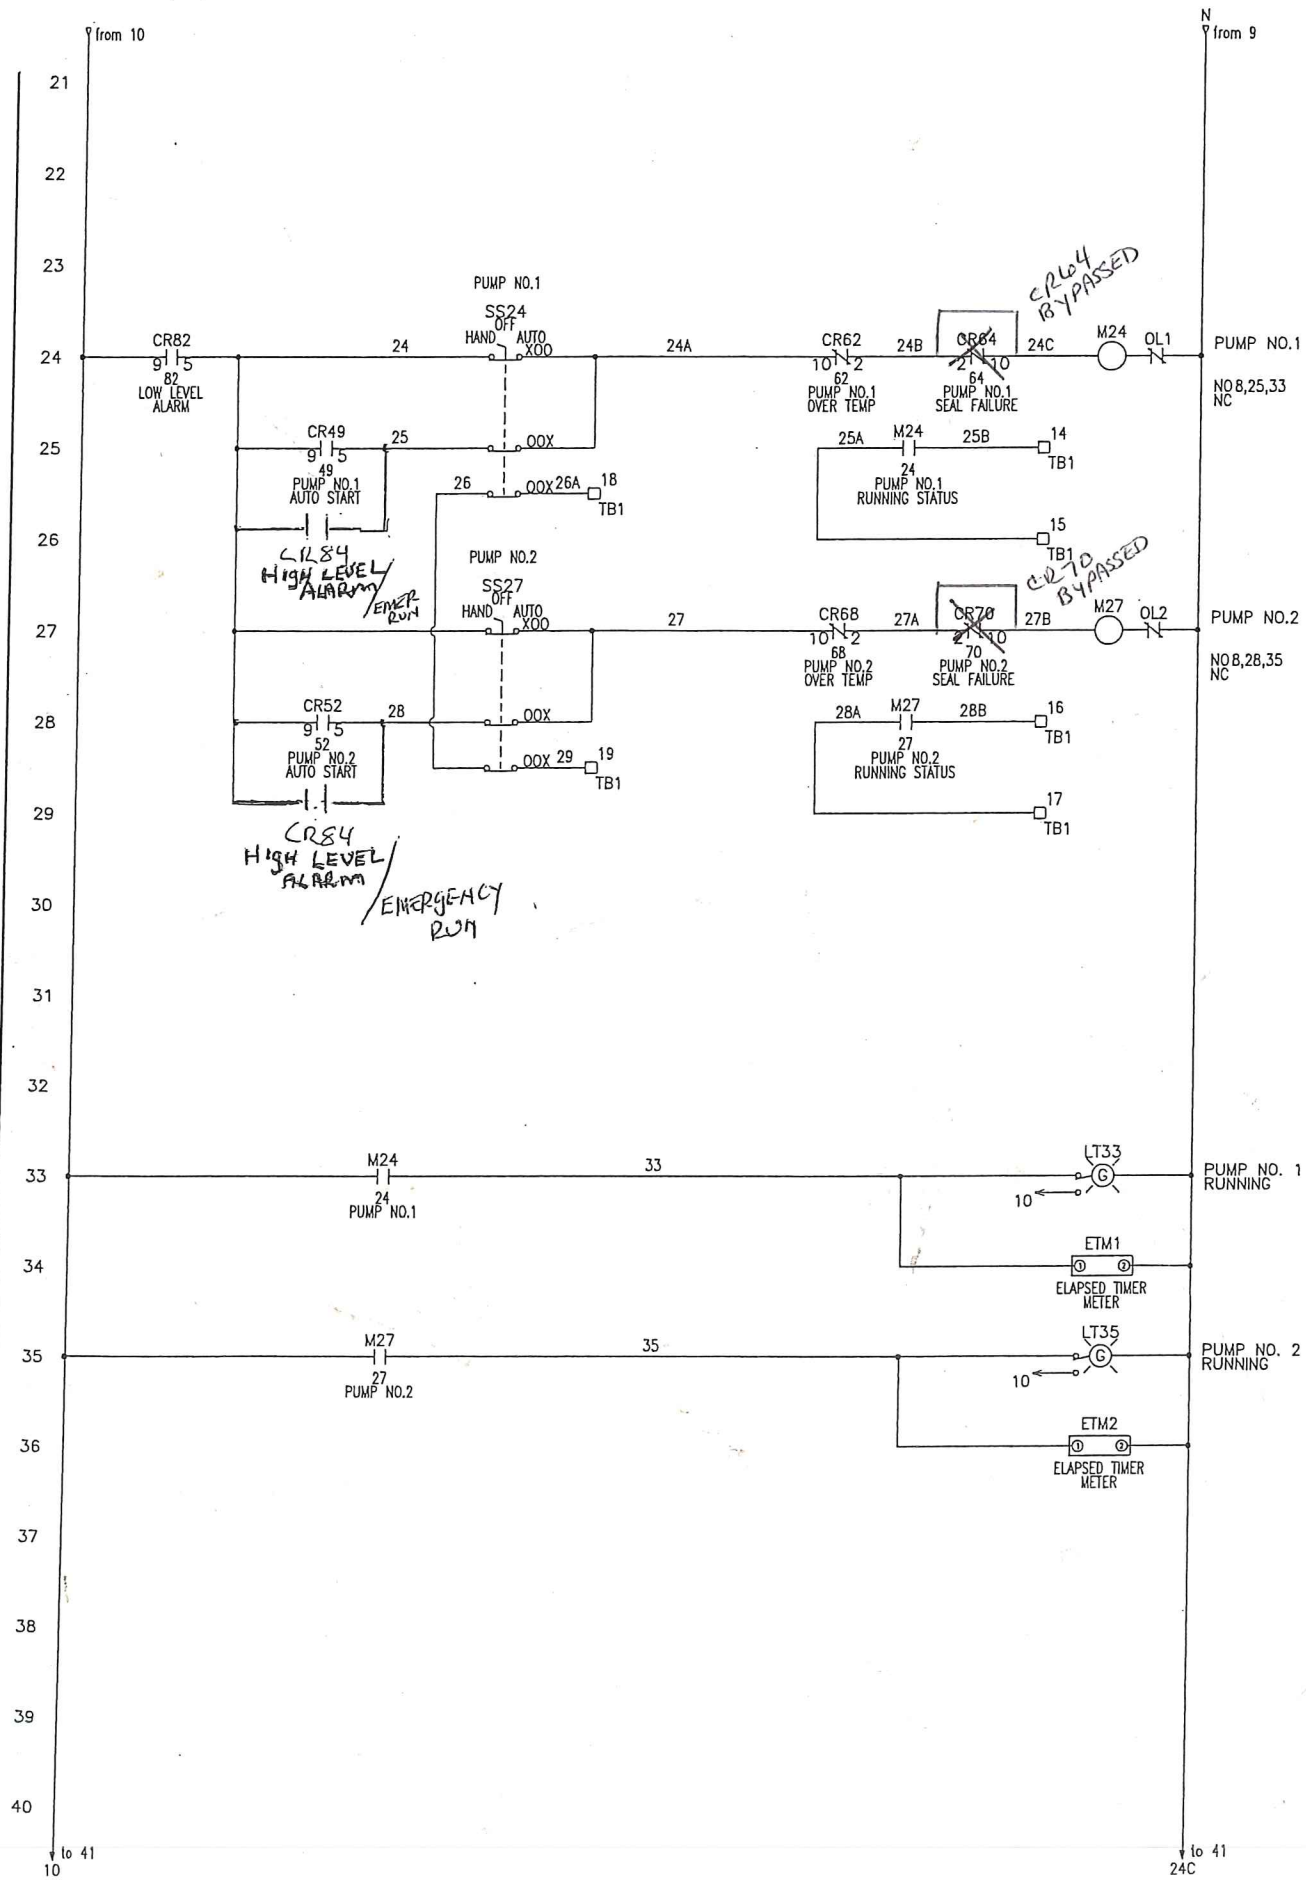 N
from 10
from 9
21
22
23
PUMP NO.1
SS24
OFF
HAND AUTO
XOO
CR64
BYPASSED
24
CR82
9 5
82
LOW LEVEL
ALARM
24
24A
CR62
10 2
62
PUMP NO.1
OVER TEMP
24B
CR64
2 10
64
PUMP NO.1
SEAL FAILURE
24C
M24
OL1
PUMP NO.1
NO 8,25,33
NC
25
CR49
9 5
49
PUMP NO.1
AUTO START
25
OOX
26
OOX 26A
18
TB1
25A
M24
24
PUMP NO.1
RUNNING STATUS
25B
14
TB1
15
TB1
26
CR84
HIgH LEVEL
ALARM
/ EMER
RUN
PUMP NO.2
SS27
OFF
HAND AUTO
XOO
CR70
BYPASSED
27
27
CR68
10 2
68
PUMP NO.2
OVER TEMP
27A
CR70
2 10
70
PUMP NO.2
SEAL FAILURE
27B
M27
OL2
PUMP NO.2
NO 8,28,35
NC
28
CR52
9 5
52
PUMP NO.2
AUTO START
28
OOX
OOX 29
19
TB1
28A
M27
27
PUMP NO.2
RUNNING STATUS
28B
16
TB1
17
TB1
29
CR84
HIgH LEVEL
ALARM
/ EMERgENCY
RUN
30
31
32
33
M24
24
PUMP NO.1
33
LT33
G
10
PUMP NO. 1
RUNNING
34
ETM1
1 2
ELAPSED TIMER
METER
35
M27
27
PUMP NO.2
35
LT35
G
10
PUMP NO. 2
RUNNING
36
ETM2
1 2
ELAPSED TIMER
METER
37
38
39
40
to 41
10
to 41
24C